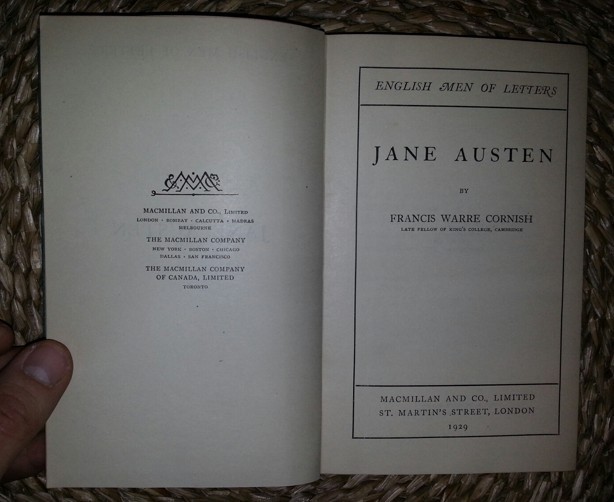 MACMILLAN AND CO., LIMITED
LONDON · BOMBAY · CALCUTTA · MADRAS
MELBOURNE
THE MACMILLAN COMPANY
NEW YORK · BOSTON · CHICAGO
DALLAS · SAN FRANCISCO
THE MACMILLAN COMPANY
OF CANADA, LIMITED
TORONTO
ENGLISH MEN OF LETTERS
JANE AUSTEN
BY
FRANCIS WARRE CORNISH
LATE FELLOW OF KING'S COLLEGE, CAMBRIDGE
MACMILLAN AND CO., LIMITED
ST. MARTIN'S STREET, LONDON
1929